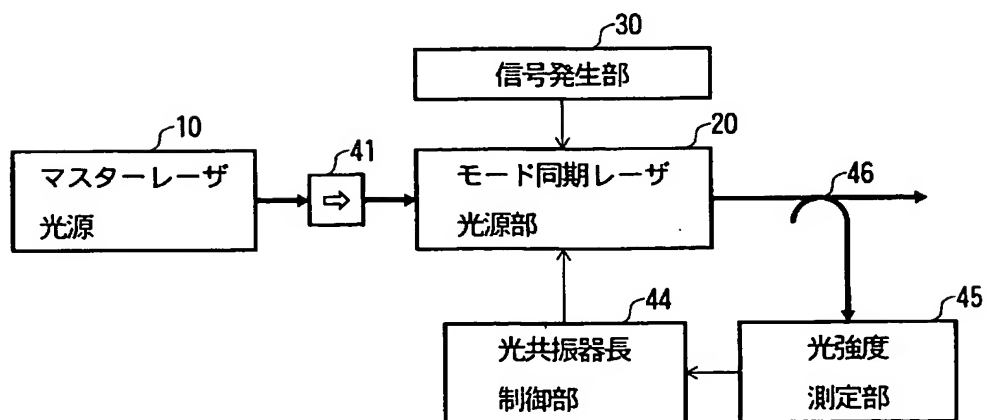 30
信号発生部
10
マスターレーザ
光源
41
20
モード同期レーザ
光源部
46
44
光共振器長
制御部
45
光強度
測定部